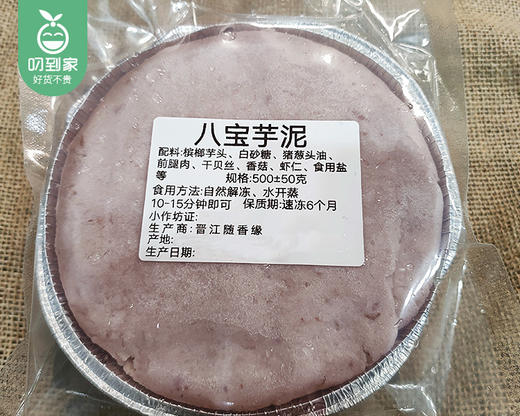 叨到家
好货不贵
八宝芋泥
配料:槟榔芋头、白砂糖、猪葱头油、
前腿肉、干贝丝、香菇、虾仁、食用盐
等 规格:500±50克
食用方法:自然解冻、水开蒸
10-15分钟即可 保质期:速冻6个月
小作坊证:
生产商:晋江随香缘
产地:
生产日期: